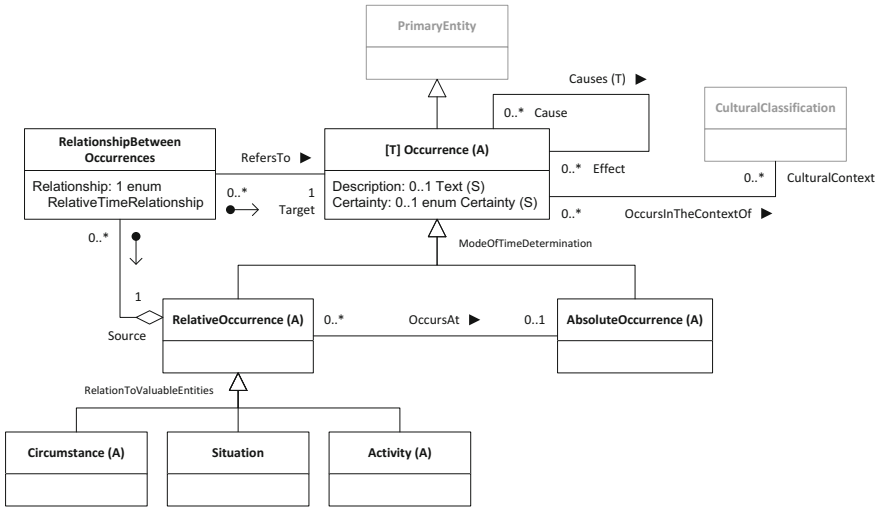 PrimaryEntity
Causes (T) ►
0..* Cause
CulturalClassification
RelationshipBetween
Occurrences
RefersTo ►
[T] Occurrence (A)
0..* Effect
Relationship: 1 enum
RelativeTimeRelationship
0..*
1
Target
Description: 0..1 Text (S)
Certainty: 0..1 enum Certainty (S)
0..*
CulturalContext
0..*
OccursInTheContextOf ►
0..*
ModeOfTimeDetermination
1
Source
RelativeOccurrence (A)
0..*
OccursAt ►
0..1
AbsoluteOccurrence (A)
RelationToValuableEntities
Circumstance (A)
Situation
Activity (A)